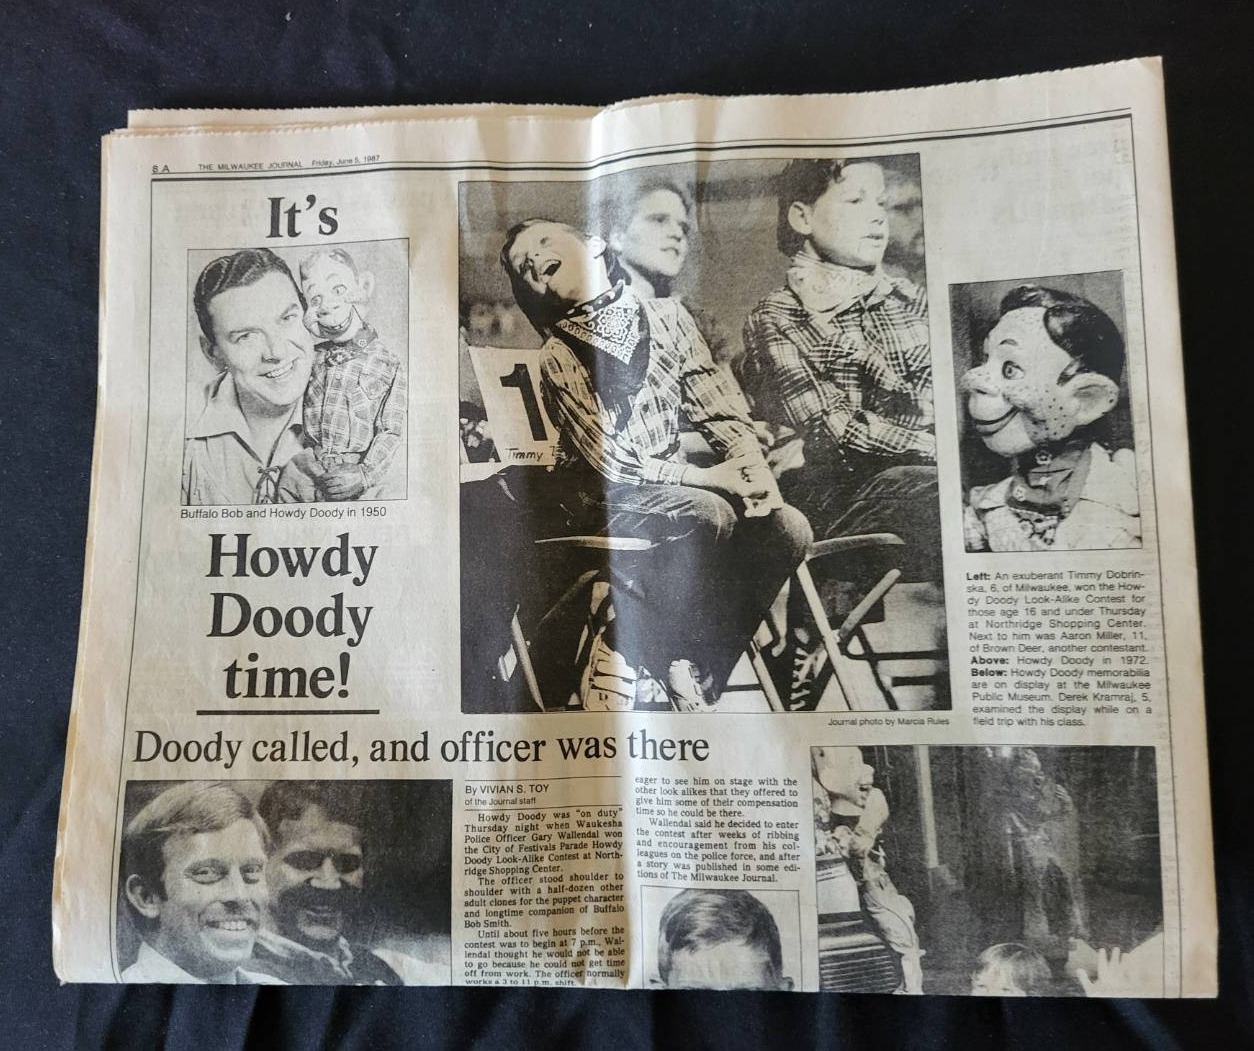 8 A THE MILWAUKEE JOURNAL Friday, June 5, 1987
It's
Buffalo Bob and Howdy Doody in 1950
Howdy
Doody
time!
1
Timmy
Journal photo by Marcia Rules
Left: An exuberant Timmy Dobrin-
ska, 6, of Milwaukee, won the How-
dy Doody Look-Alike Contest for
those age 16 and under Thursday
at Northridge Shopping Center.
Next to him was Aaron Miller, 11,
of Brown Deer, another contestant.
Above: Howdy Doody in 1972.
Below: Howdy Doody memorabilia
are on display at the Milwaukee
Public Museum. Derek Kramraj, 5,
examined the display while on a
field trip with his class.
Doody called, and officer was there
By VIVIAN S. TOY
of the Journal staff
Howdy Doody was "on duty"
Thursday night when Waukesha
Police Officer Gary Wallendal won
the City of Festivals Parade Howdy
Doody Look-Alike Contest at North-
ridge Shopping Center.
The officer stood shoulder to
shoulder with a half-dozen other
adult clones for the puppet character
and longtime companion of Buffalo
Bob Smith.
Until about five hours before the
contest was to begin at 7 p.m., Wal-
lendal thought he would not be able
to go because he could not get time
off from work. The officer normally
works a 3 to 11 p.m. shift.
eager to see him on stage with the
other look alikes that they offered to
give him some of their compensation
time so he could be there.
Wallendal said he decided to enter
the contest after weeks of ribbing
and encouragement from his col-
leagues on the police force, and after
a story was published in some edi-
tions of The Milwaukee Journal.